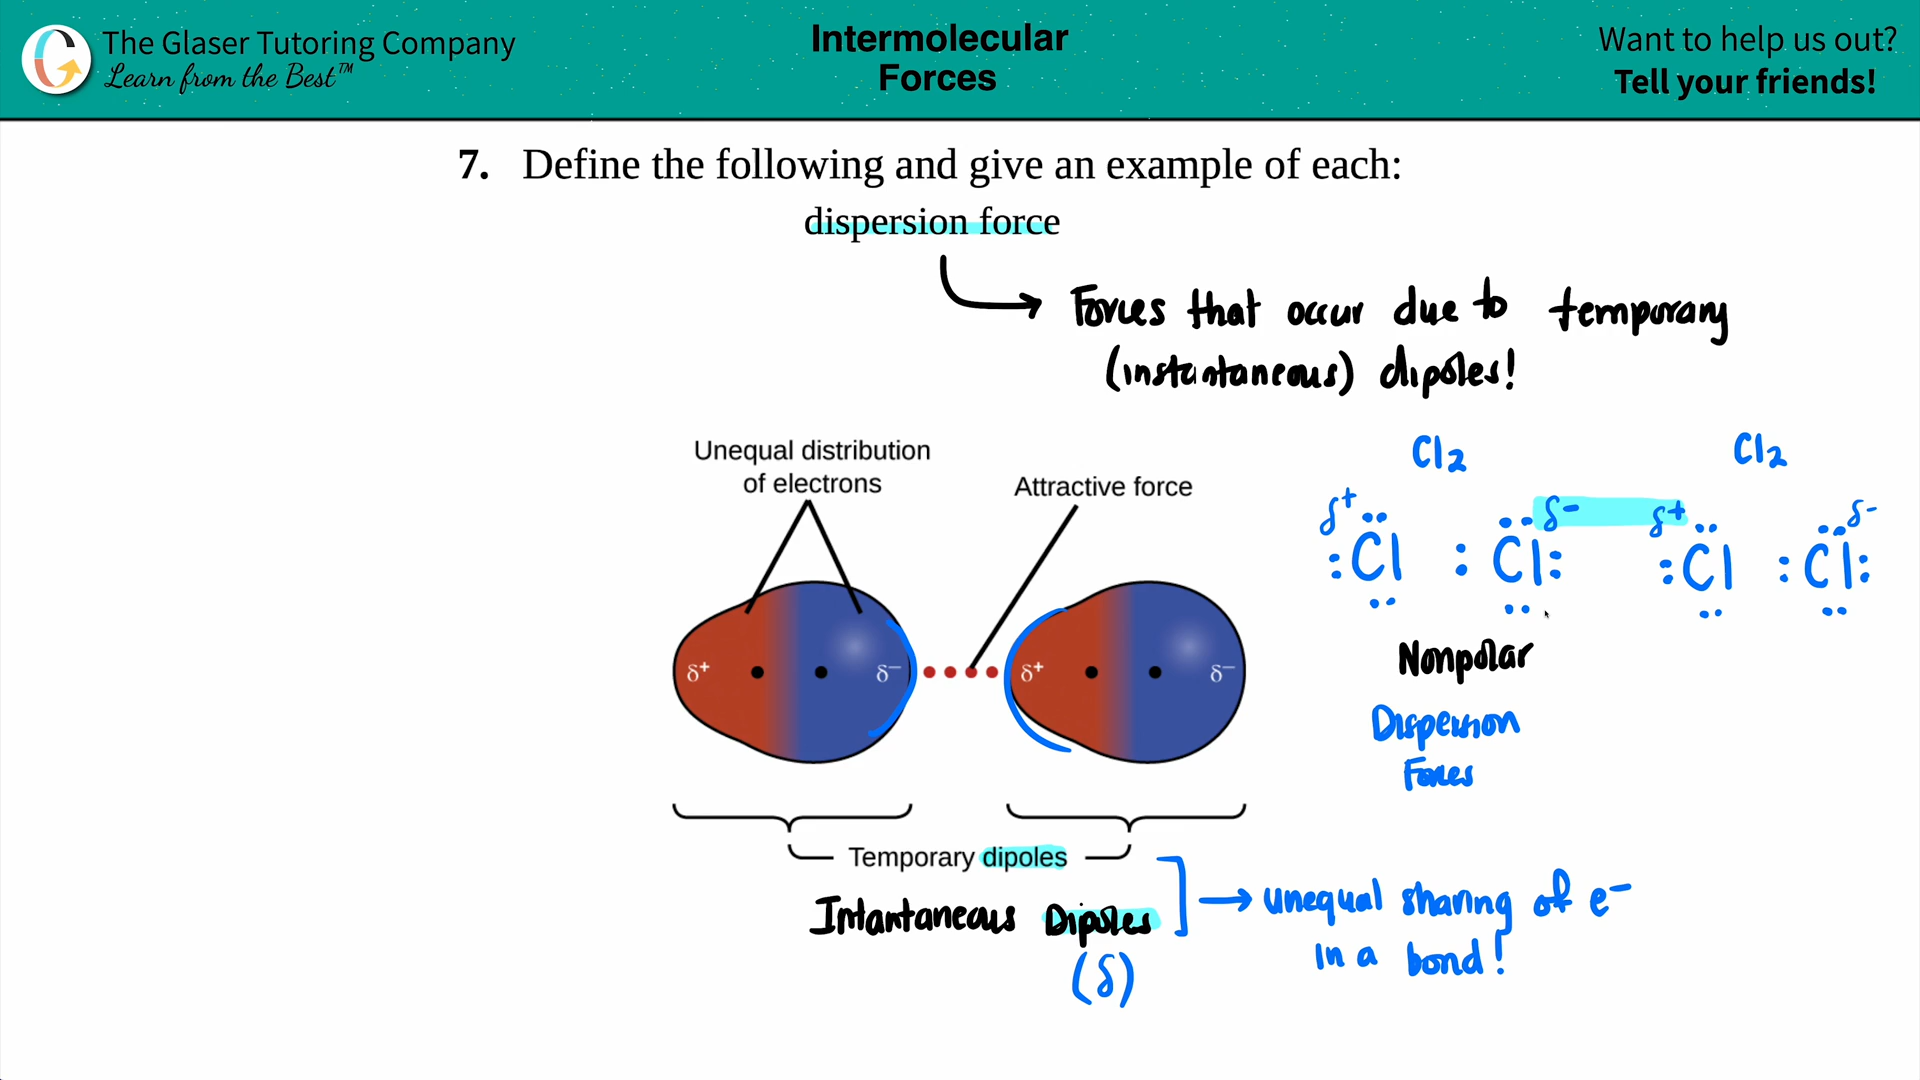 The Glaser Tutoring Company
Learn from the Best™
Intermolecular
Forces
Want to help us out?
Tell your friends!
7. Define the following and give an example of each:
dispersion force
Forces that occur due to temporary
(instantaneous) dipoles!
Unequal distribution
of electrons
Attractive force
Cl2 Cl2
δ+ δ- δ+ δ-
:Cl : Cl: :Cl : Cl:
Nonpolar
Dispersion
Forces
δ+ δ− δ+ δ−
Temporary dipoles
Intantaneous Dipoles
(δ)
→ unequal sharing of e-
in a bond!